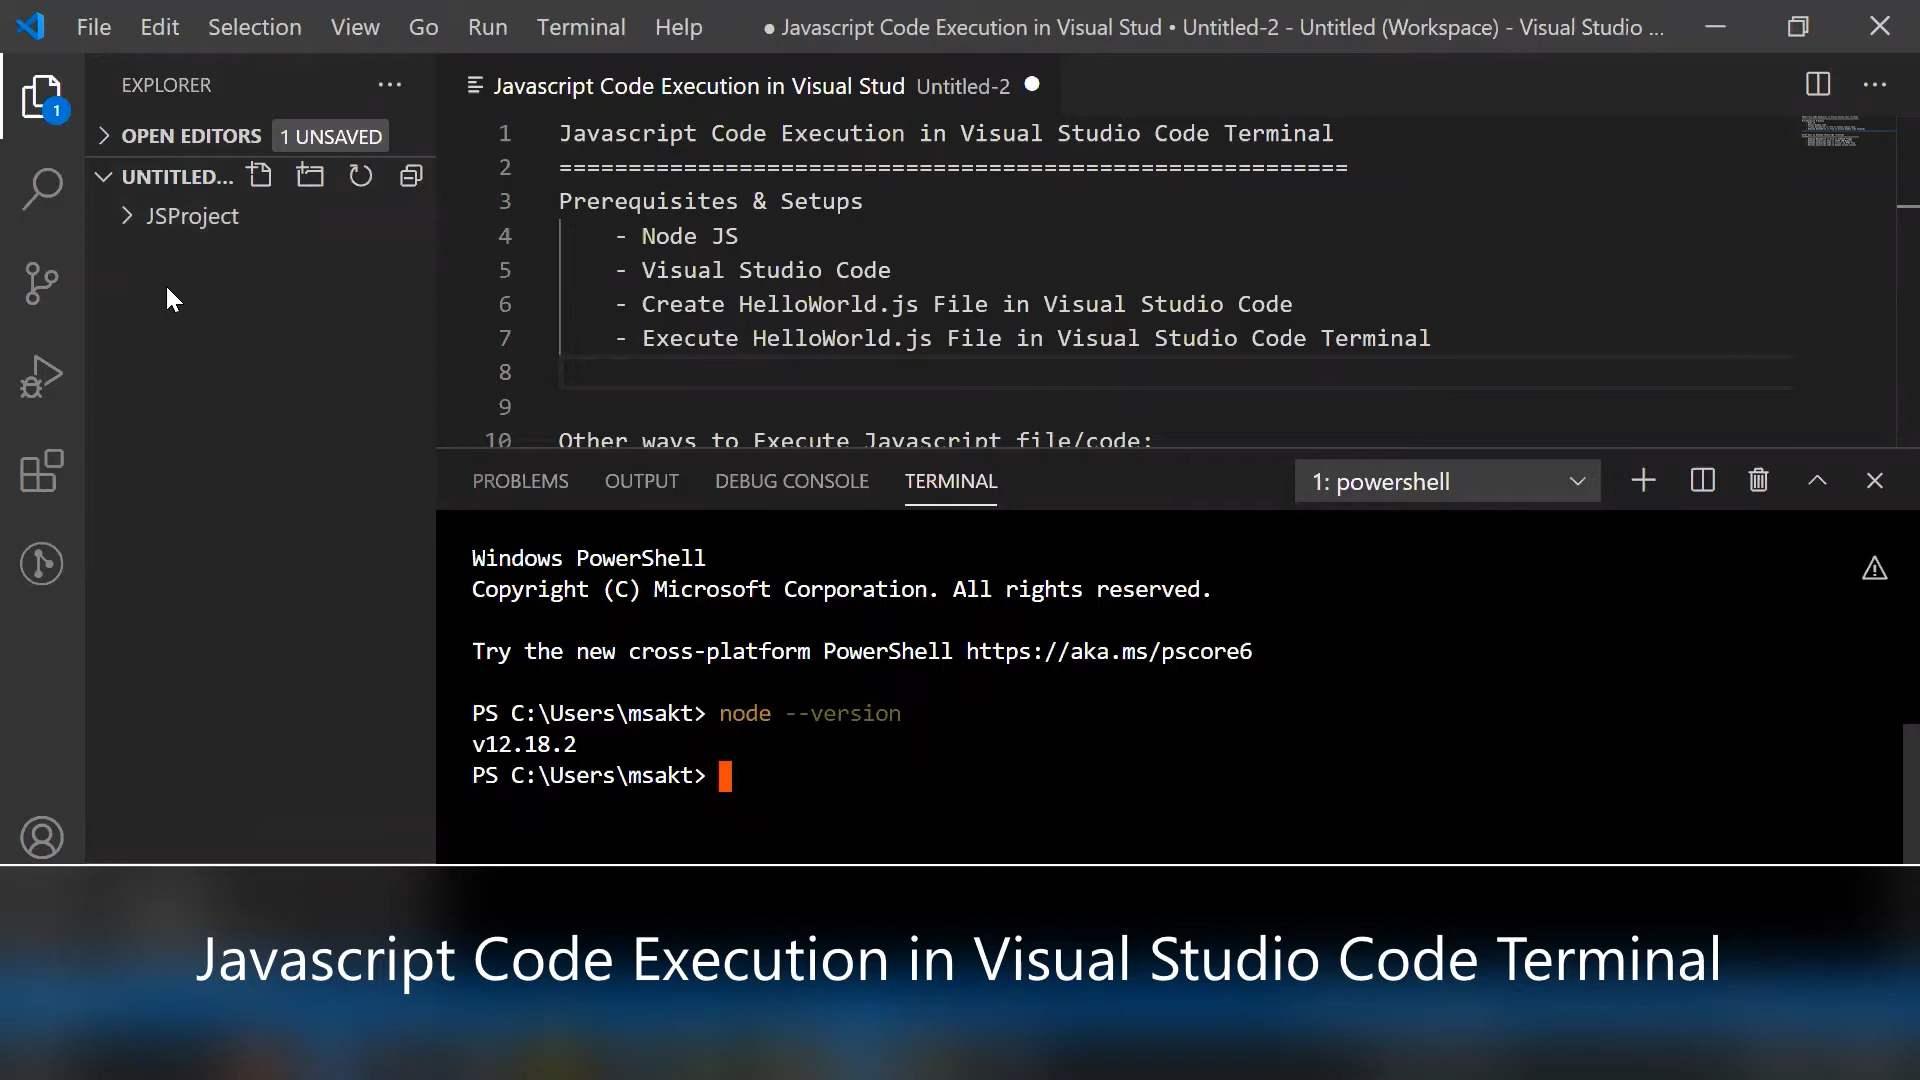 File Edit Selection View Go Run Terminal Help ● Javascript Code Execution in Visual Stud • Untitled-2 - Untitled (Workspace) - Visual Studio ...
EXPLORER
Javascript Code Execution in Visual Stud Untitled-2
1
OPEN EDITORS 1 UNSAVED
UNTITLED...
JSProject
1 Javascript Code Execution in Visual Studio Code Terminal
2 =========================================================
3 Prerequisites & Setups
4 - Node JS
5 - Visual Studio Code
6 - Create HelloWorld.js File in Visual Studio Code
7 - Execute HelloWorld.js File in Visual Studio Code Terminal
8
9
10 Other ways to Execute Javascript file/code:
PROBLEMS OUTPUT DEBUG CONSOLE TERMINAL 1: powershell
Windows PowerShell
Copyright (C) Microsoft Corporation. All rights reserved.
Try the new cross-platform PowerShell https://aka.ms/pscore6
PS C:\Users\msakt> node --version
v12.18.2
PS C:\Users\msakt>
Javascript Code Execution in Visual Studio Code Terminal